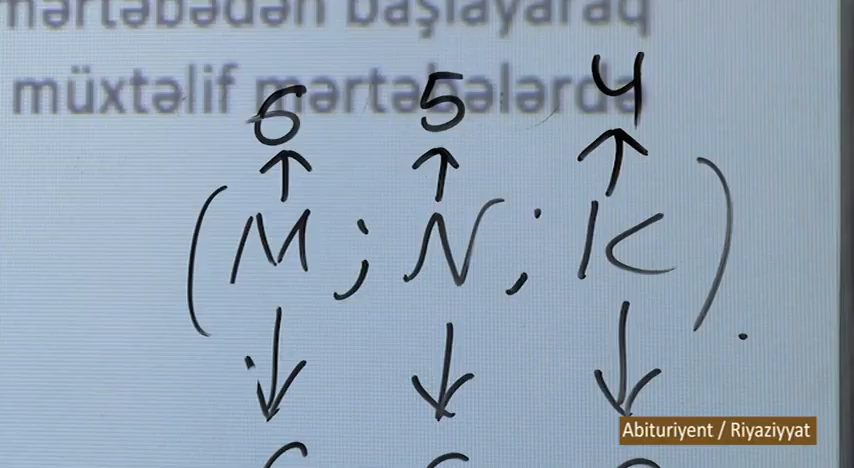 mərtəbədən başlayaraq
müxtəlif mərtəbələrdə
6 5 4
(M ; N ; K).
Abituriyent / Riyaziyyat